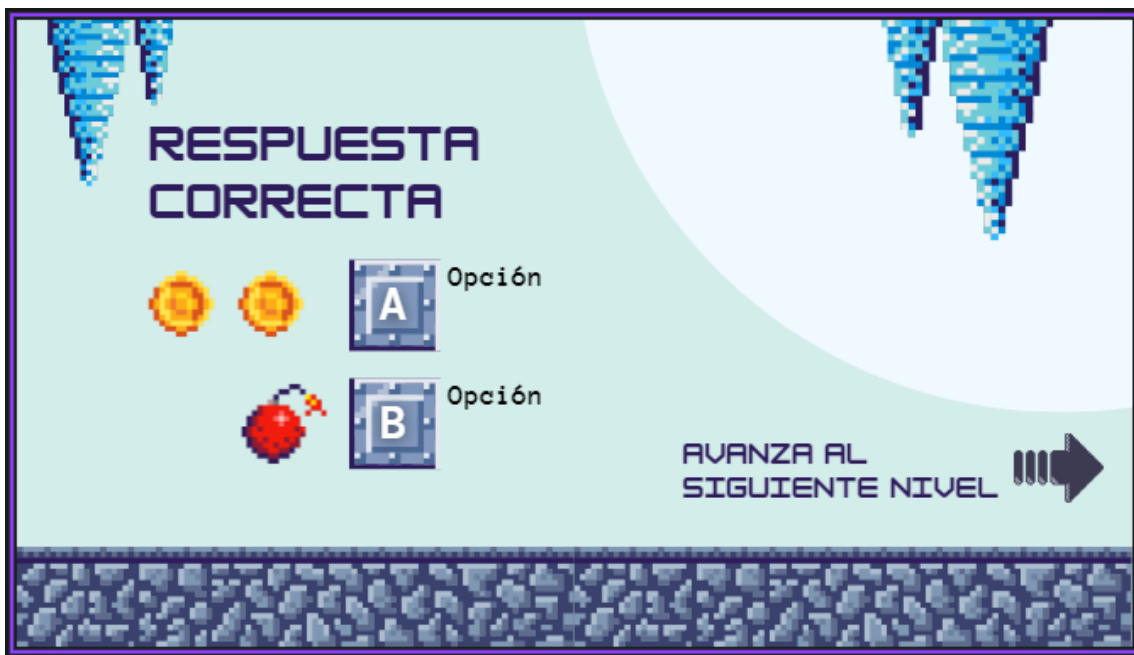 RESPUESTA
CORRECTA
A Opción
B Opción
AVANZA AL
SIGUIENTE NIVEL